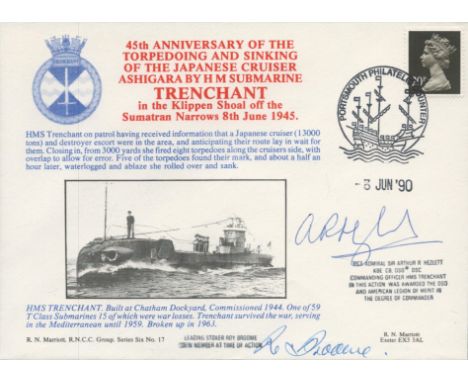 45th ANNIVERSARY OF THE
TORPEDOING AND SINKING
OF THE JAPANESE CRUISER
ASHIGARA BY H M SUBMARINE
TRENCHANT
in the Klippen Shoal off the
Sumatran Narrows 8th June 1945.
PORTSMOUTH PHILATELIC COUNTER
- 8 JUN '90
HMS Trenchant on patrol having received information that a Japanese cruiser (13000
tons) and destroyer escort were in the area, and anticipating their route lay in wait for
them. Closing in, from 3000 yards she fired eight torpedoes along the cruisers side, with
overlap to allow for error. Five of the torpedoes found their mark, and about a half an
hour later, waterlogged and ablaze she rolled over and sank.
REAR ADMIRAL SIR ARTHUR R HEZLETT
KBE CB DSO* DSC
COMMANDING OFFICER HMS TRENCHANT
IN THIS ACTION WAS AWARDED THE DSO
AND AMERICAN LEGION OF MERIT IN
THE DEGREE OF COMMANDER
HMS TRENCHANT. Built at Chatham Dockyard, Commissioned 1944. One of 59
T Class Submarines 15 of which were war losses. Trenchant survived the war, serving
in the Mediterranean until 1959. Broken up in 1963.
R. N. Marriott, R.N.C.C. Group, Series Six No. 17
LEADING STOKER ROY BROOME
CREW MEMBER AT TIME OF ACTION
R. N. Marriott
Exeter EX5 3AL